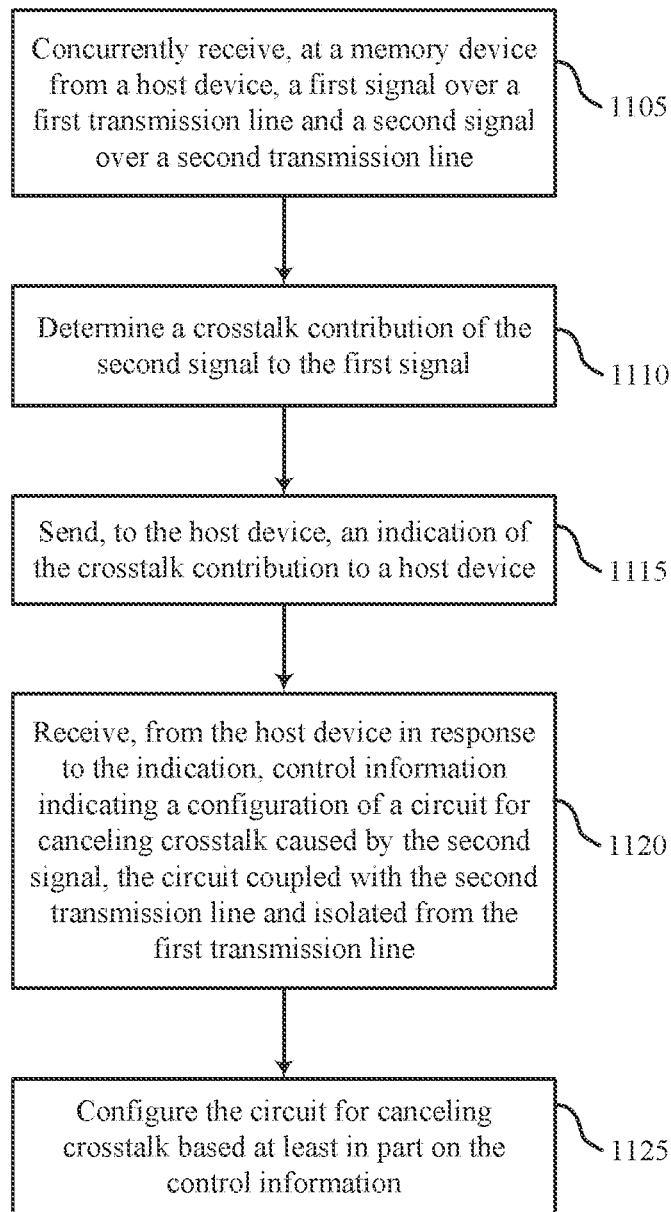 Concurrently receive, at a memory device
from a host device, a first signal over a
first transmission line and a second signal
over a second transmission line
1105
Determine a crosstalk contribution of the
second signal to the first signal
1110
Send, to the host device, an indication of
the crosstalk contribution to a host device
1115
Receive, from the host device in response
to the indication, control information
indicating a configuration of a circuit for
canceling crosstalk caused by the second
signal, the circuit coupled with the second
transmission line and isolated from the
first transmission line
1120
Configure the circuit for canceling
crosstalk based at least in part on the
control information
1125